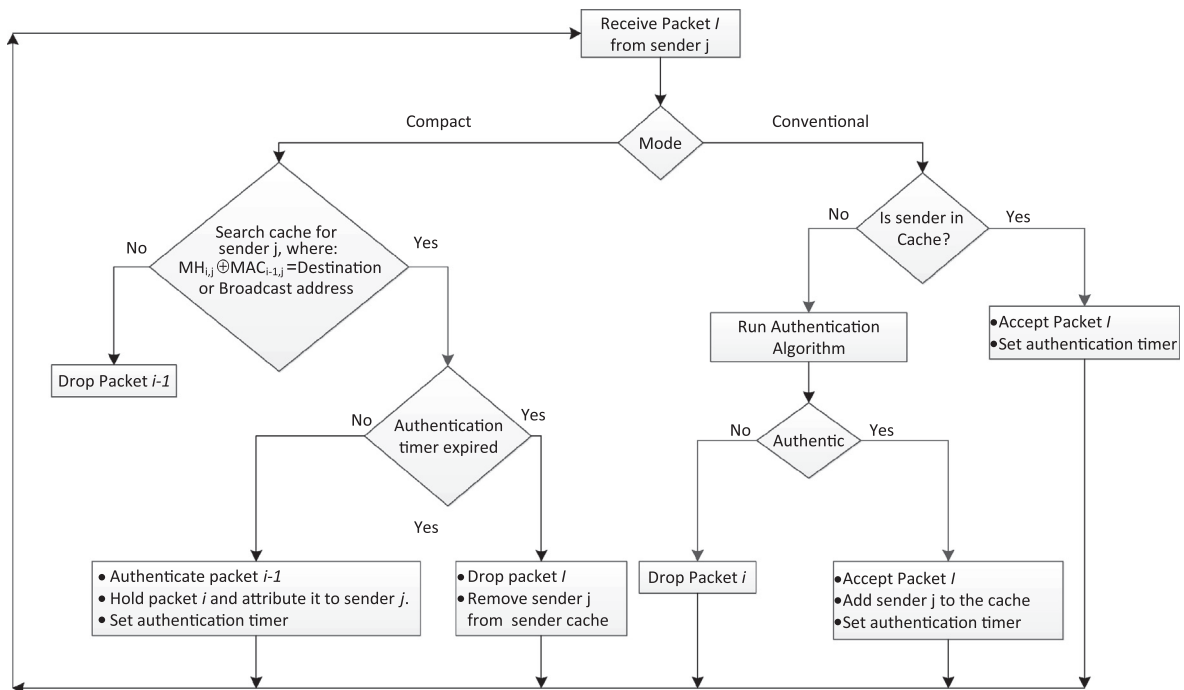 Receive Packet I
from sender j
Compact
Mode
Conventional
Search cache for
sender j, where:
MHi,j ⊕MACi-1,j =Destination
or Broadcast address
No
Yes
Is sender in
Cache?
No
Yes
Drop Packet i-1
Run Authentication
Algorithm
●Accept Packet I
●Set authentication timer
Authentication
timer expired
No
Yes
Authentic
No
Yes
Yes
● Authenticate packet i-1
● Hold packet i and attribute it to sender j.
● Set authentication timer
● Drop packet I
● Remove sender j
from sender cache
Drop Packet i
●Accept Packet I
●Add sender j to the cache
●Set authentication timer